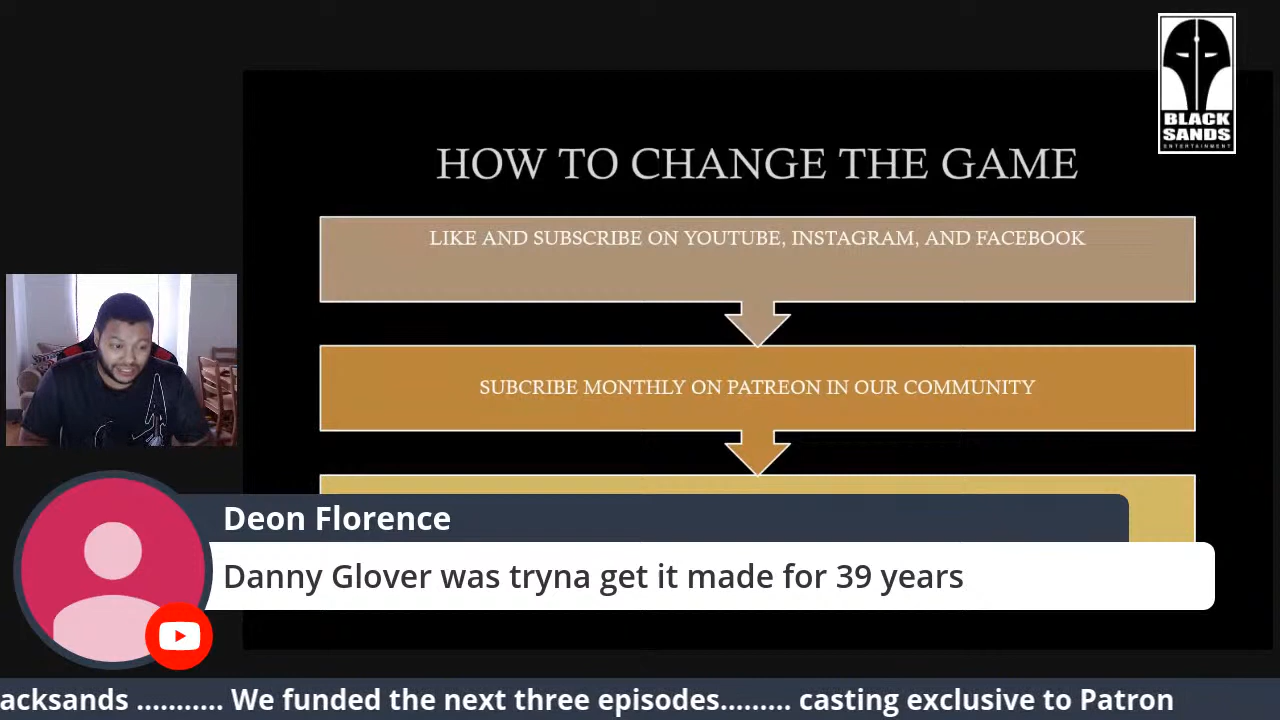 BLACK
SANDS
ENTERTAINMENT
HOW TO CHANGE THE GAME
LIKE AND SUBSCRIBE ON YOUTUBE, INSTAGRAM, AND FACEBOOK
SUBCRIBE MONTHLY ON PATREON IN OUR COMMUNITY
Deon Florence
Danny Glover was tryna get it made for 39 years
acksands .......... We funded the next three episodes......... casting exclusive to Patron